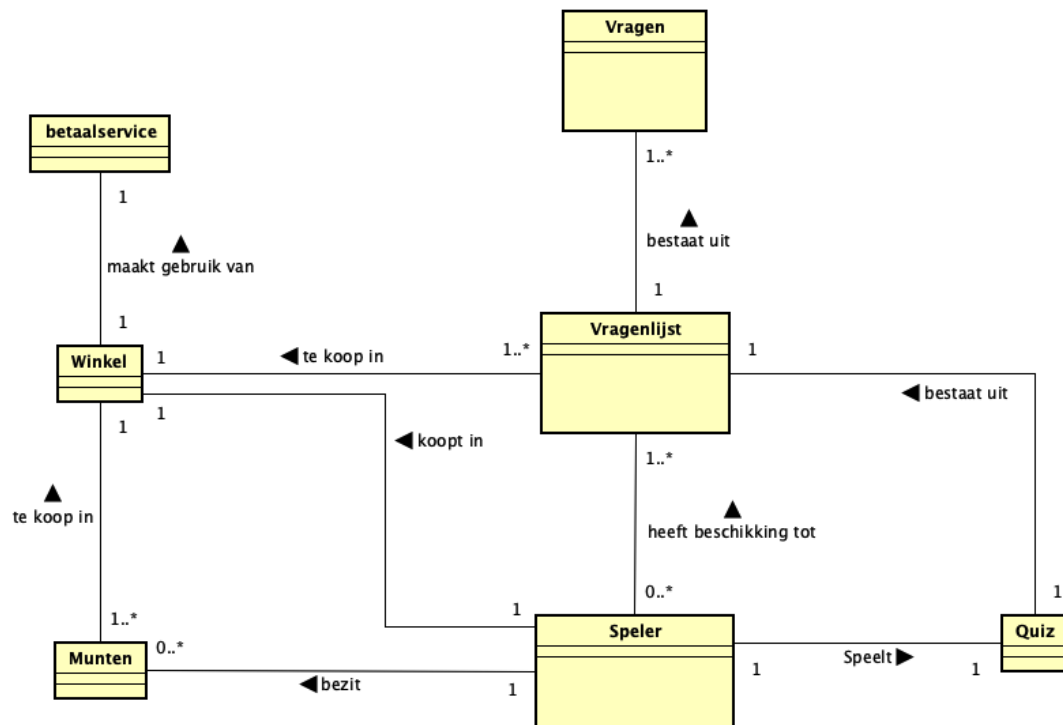 Vragen
betaalservice
1..*
1
bestaat uit
maakt gebruik van
1
1
Vragenlijst
Winkel
1
te koop in
1..*
1
bestaat uit
1
1
koopt in
1..*
te koop in
heeft beschikking tot
0..*
1
1..*
1
0..*
Munten
Speler
Quiz
Speelt
1
1
bezit
1